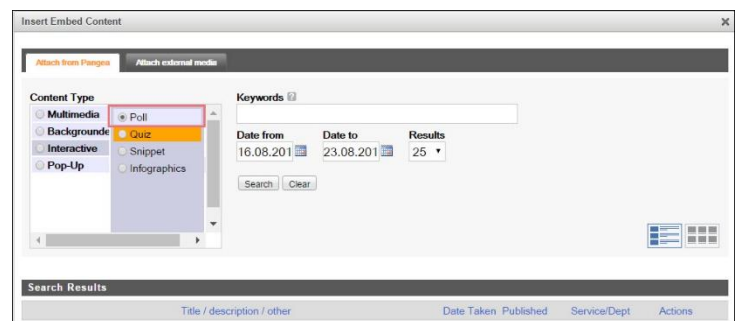 Insert Embed Content
Attach from Pangea Attach external media
Content Type
Multimedia
Backgrounde
Interactive
Pop-Up
Poll
Quiz
Snippet
Infographics
Keywords
Date from Date to Results
16.08.201 23.08.201 25
Search Clear
Search Results
Title / description / other Date Taken Published Service/Dept Actions